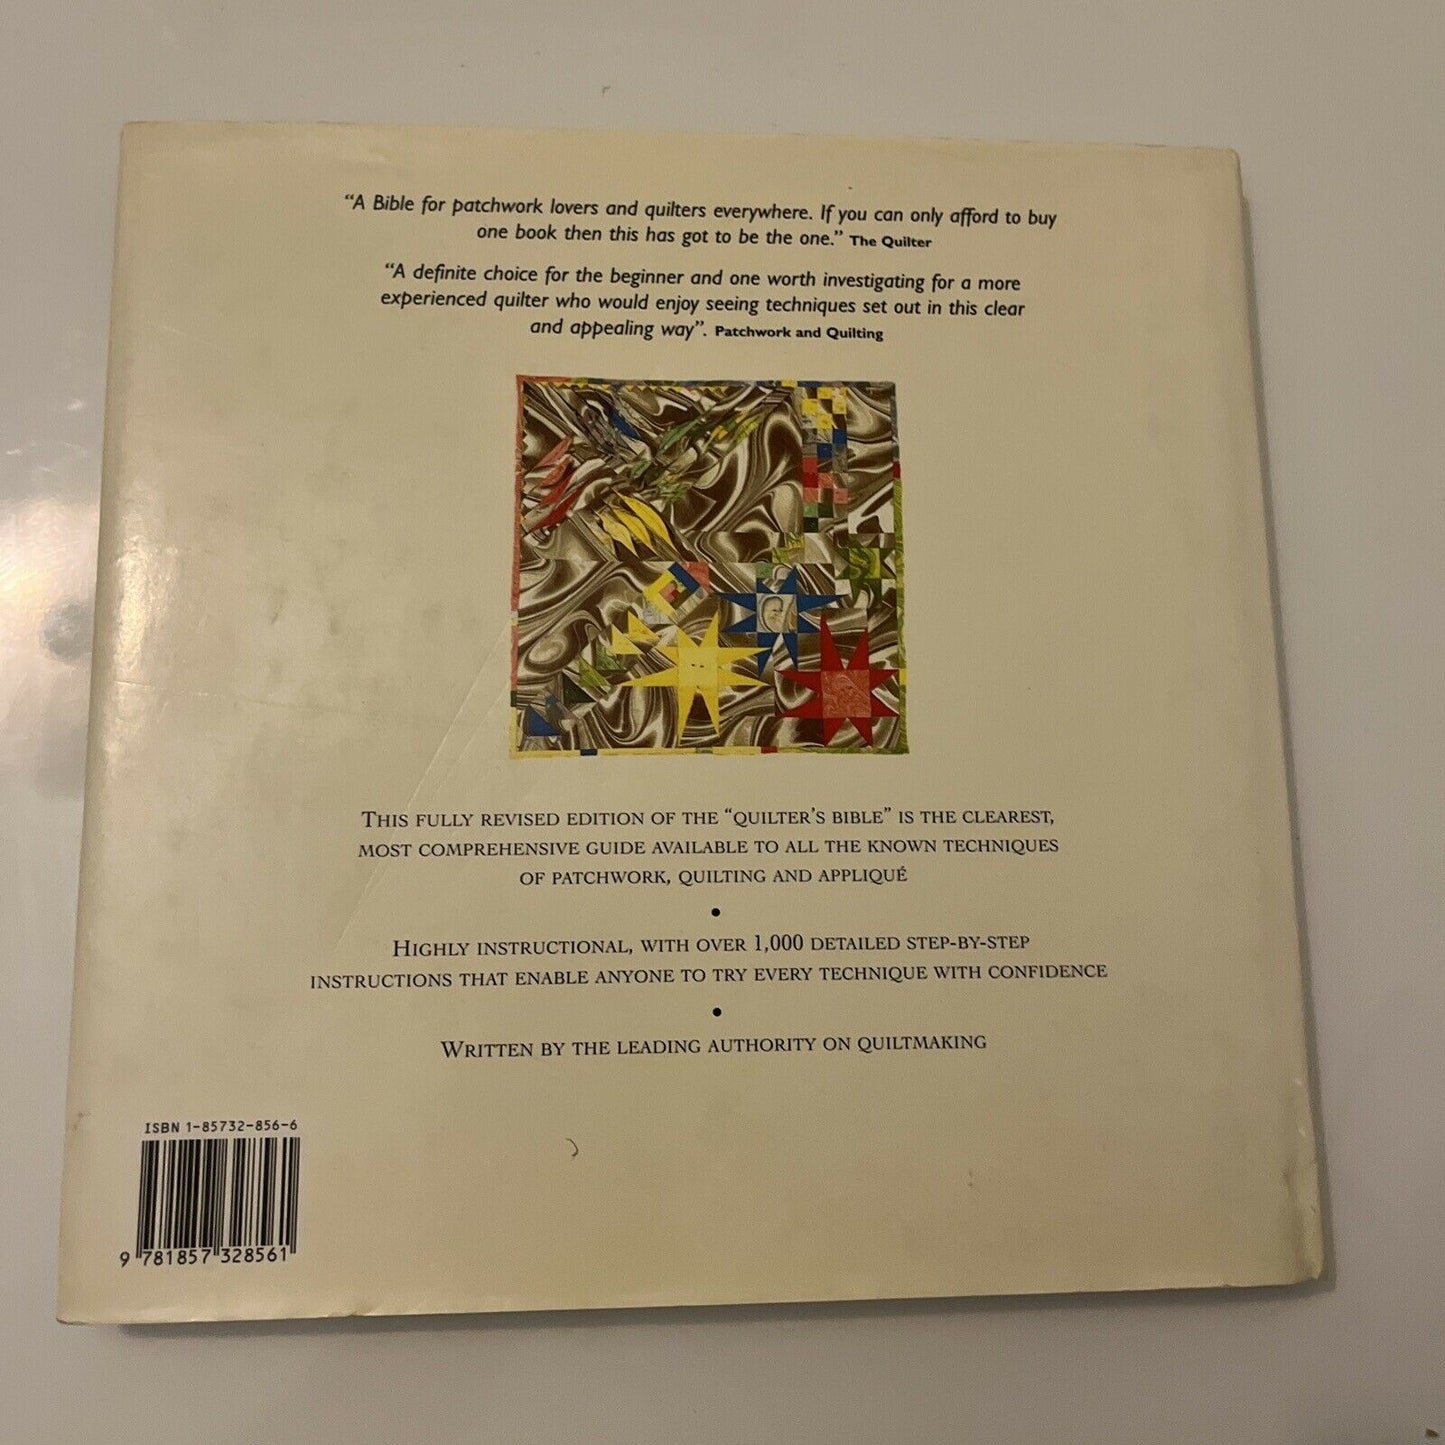 “A Bible for patchwork lovers and quilters everywhere. If you can only afford to buy
one book then this has got to be the one.” The Quilter
“A definite choice for the beginner and one worth investigating for a more
experienced quilter who would enjoy seeing techniques set out in this clear
and appealing way”. Patchwork and Quilting
THIS FULLY REVISED EDITION OF THE “QUILTER’S BIBLE” IS THE CLEAREST,
MOST COMPREHENSIVE GUIDE AVAILABLE TO ALL THE KNOWN TECHNIQUES
OF PATCHWORK, QUILTING AND APPLIQUÉ
•
HIGHLY INSTRUCTIONAL, WITH OVER 1,000 DETAILED STEP-BY-STEP
INSTRUCTIONS THAT ENABLE ANYONE TO TRY EVERY TECHNIQUE WITH CONFIDENCE
•
WRITTEN BY THE LEADING AUTHORITY ON QUILTMAKING
ISBN 1-85732-856-6
9 781857 328561